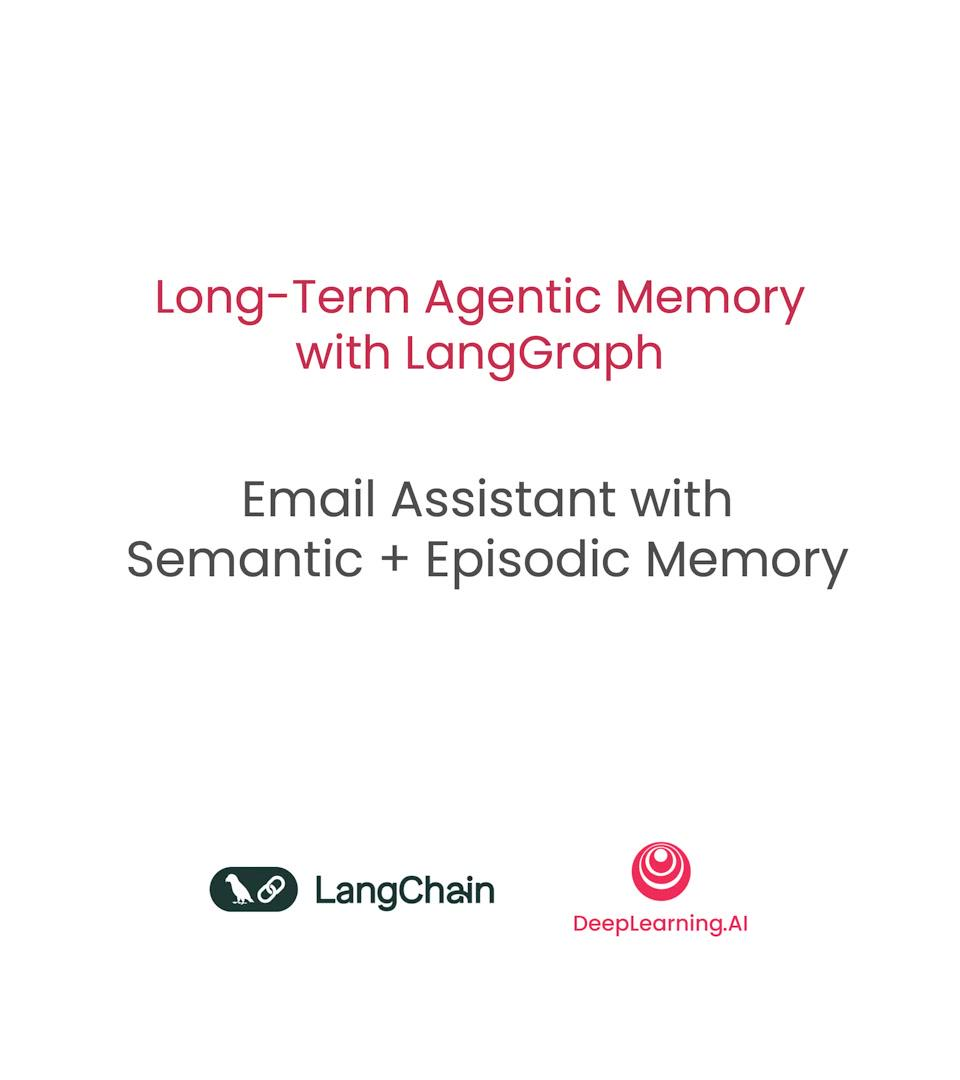 Long-Term Agentic Memory
with LangGraph
Email Assistant with
Semantic + Episodic Memory
LangChain
DeepLearning.AI